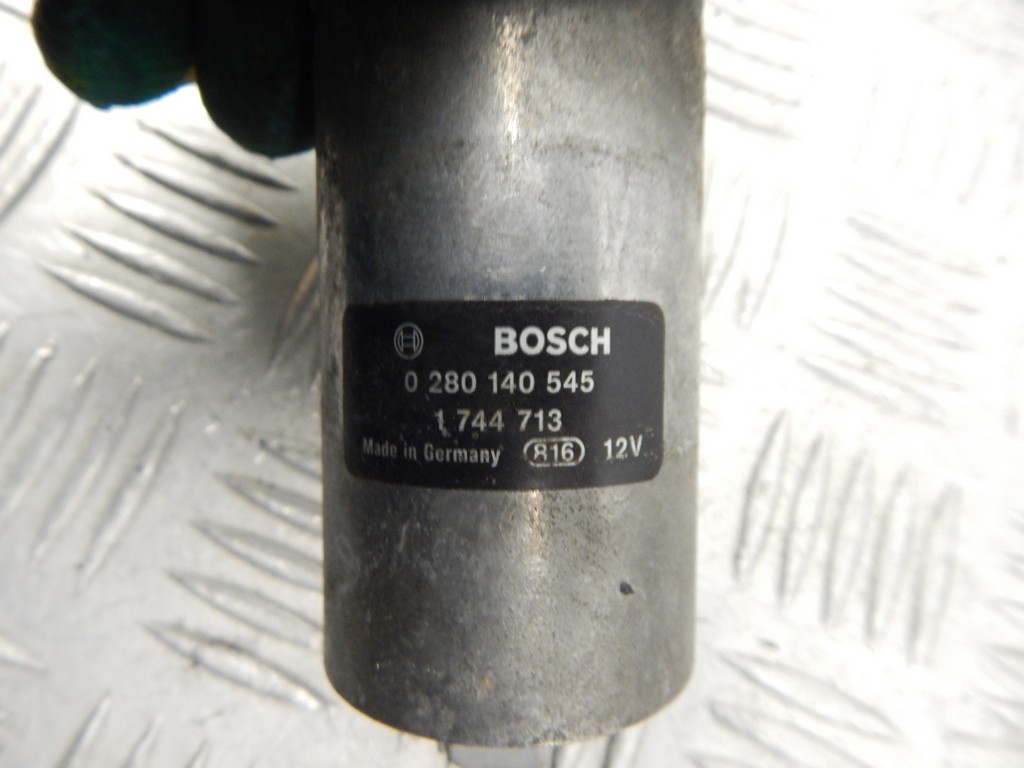 BOSCH
0 280 140 545
1 744 713
Made in Germany 816 12V